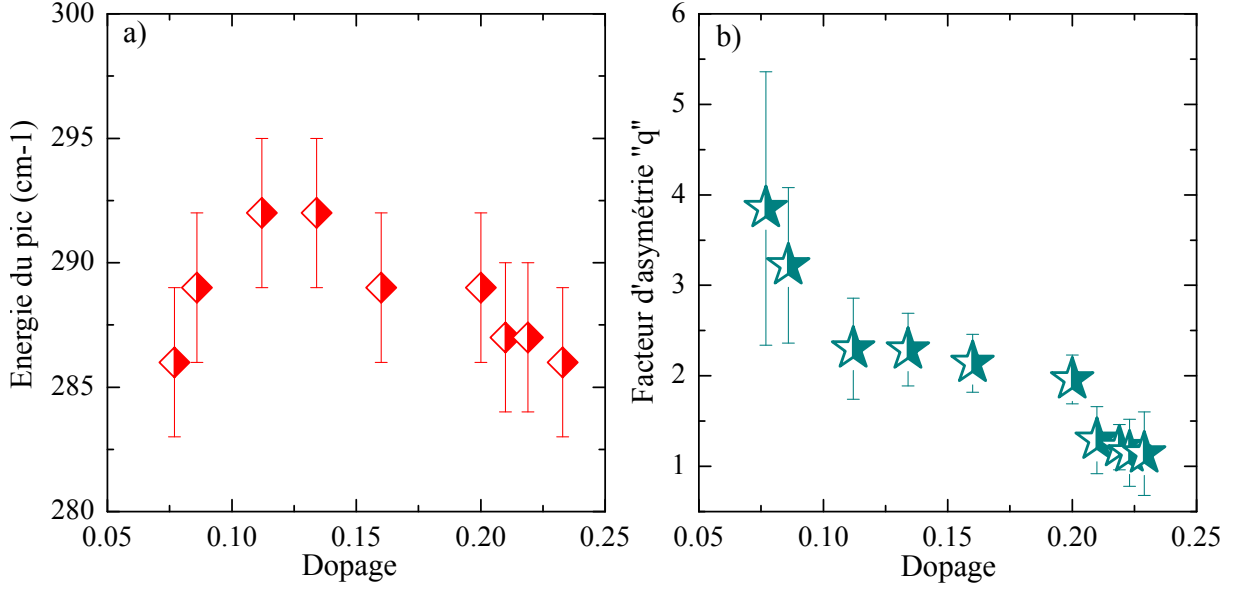 a)
Energie du pic (cm-1)
300
295
290
285
280
0.05 0.10 0.15 0.20 0.25
Dopage
b)
Facteur d'asymétrie "q"
6
5
4
3
2
1
0.05 0.10 0.15 0.20 0.25
Dopage